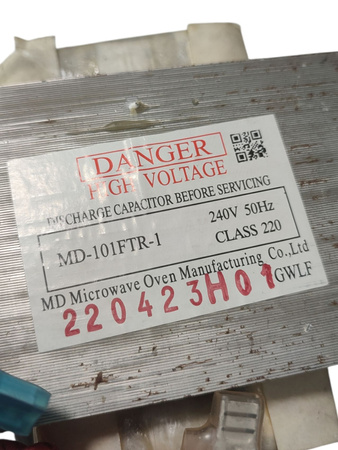 DANGER
HIGH VOLTAGE
DISCHARGE CAPACITOR BEFORE SERVICING
MD-101FTR-1
240V 50Hz
CLASS 220
MD Microwave Oven Manufacturing Co.,Ltd
220423H01 GWLF